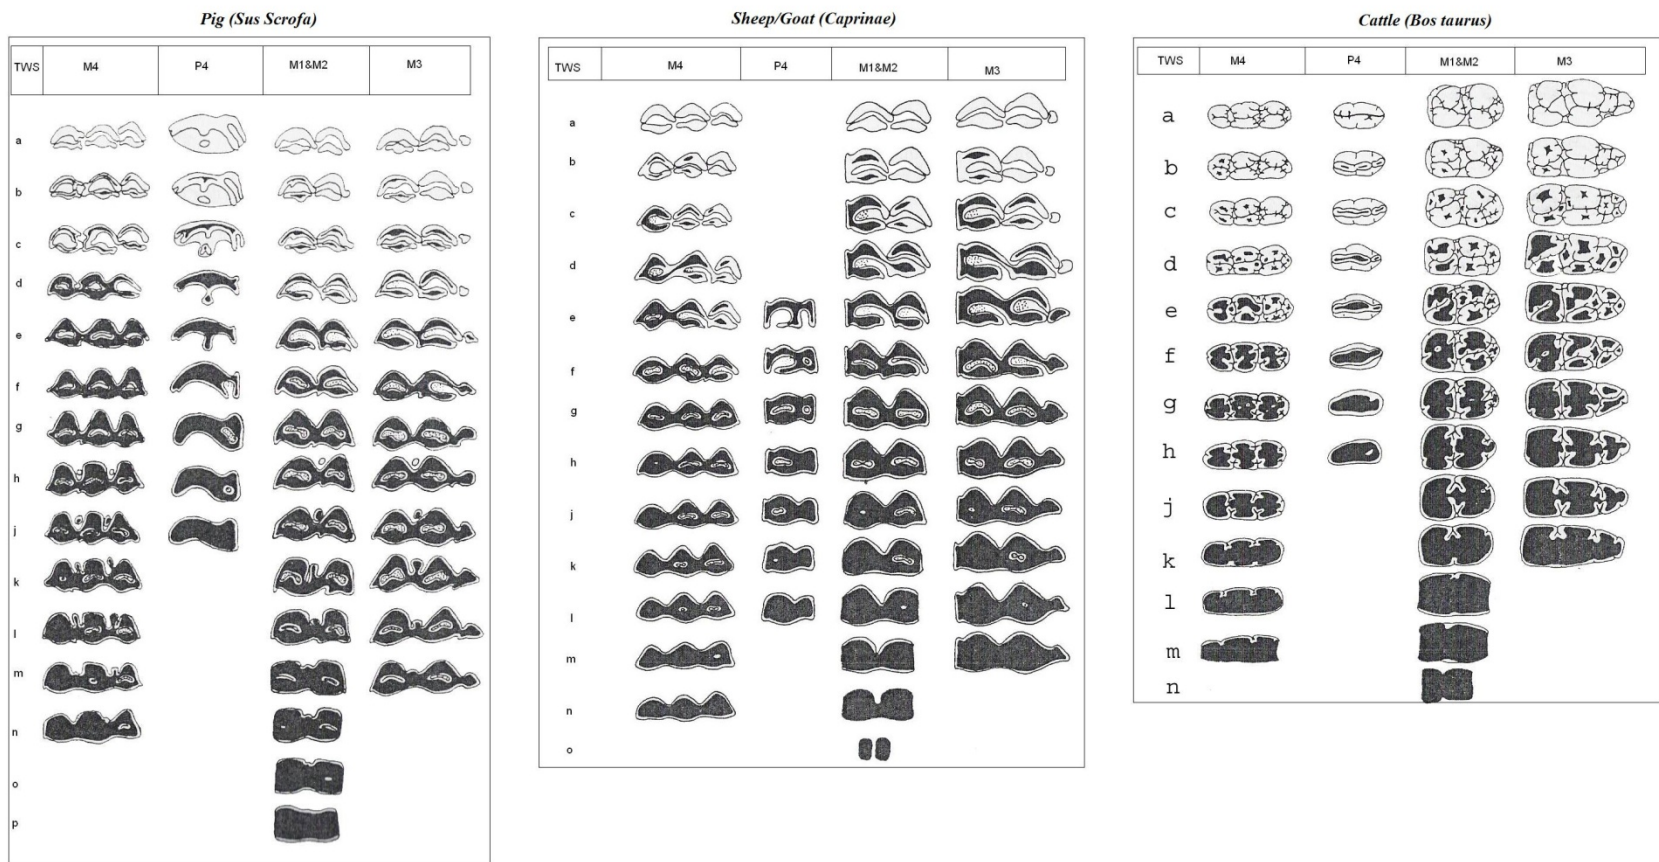 Pig (Sus Scrofa)
TWS M4 P4 M1&M2 M3
a
b
c
d
e
f
g
h
j
k
l
m
n
o
p
Sheep/Goat (Caprinae)
TWS M4 P4 M1&M2 M3
a
b
c
d
e
f
g
h
j
k
l
m
n
o
Cattle (Bos taurus)
TWS M4 P4 M1&M2 M3
a
b
c
d
e
f
g
h
j
k
l
m
n